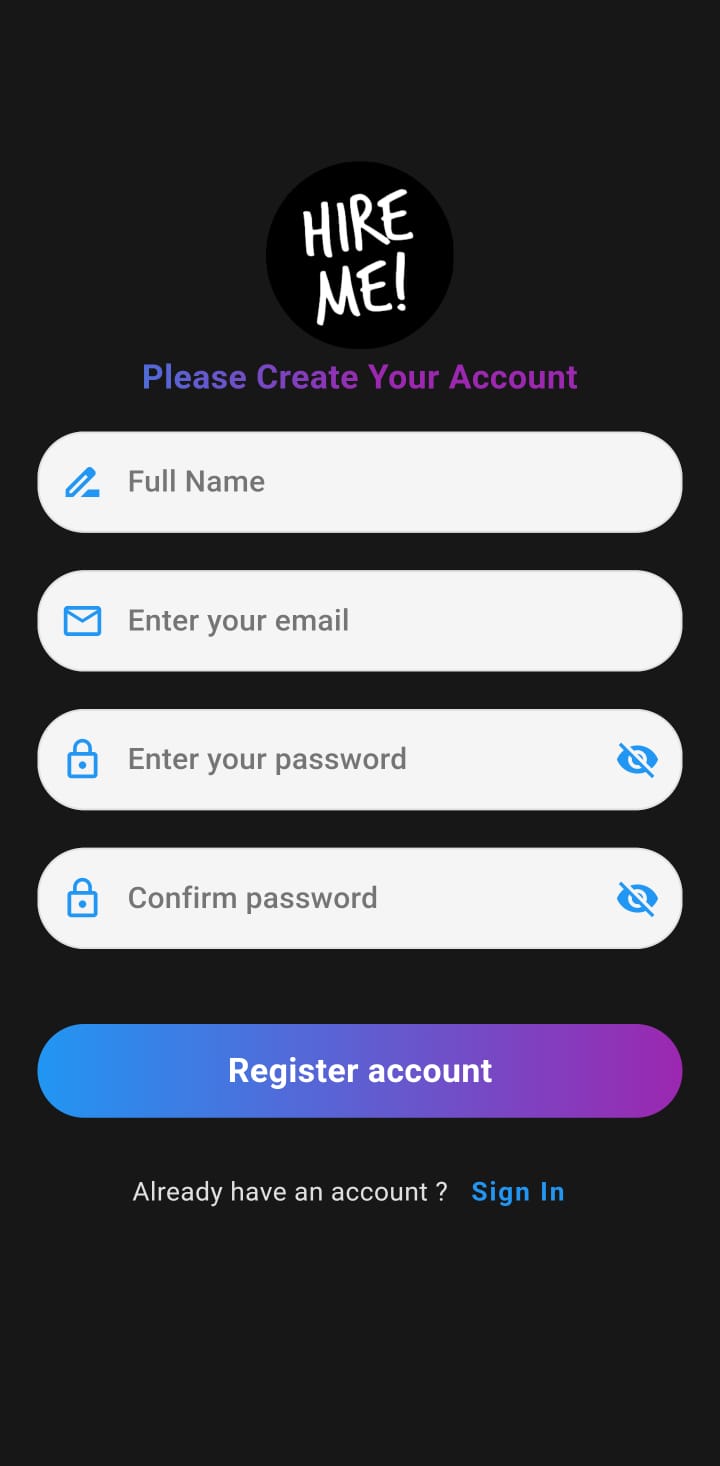 HIRE
ME!
Please Create Your Account
Full Name
Enter your email
Enter your password
Confirm password
Register account
Already have an account ? Sign In